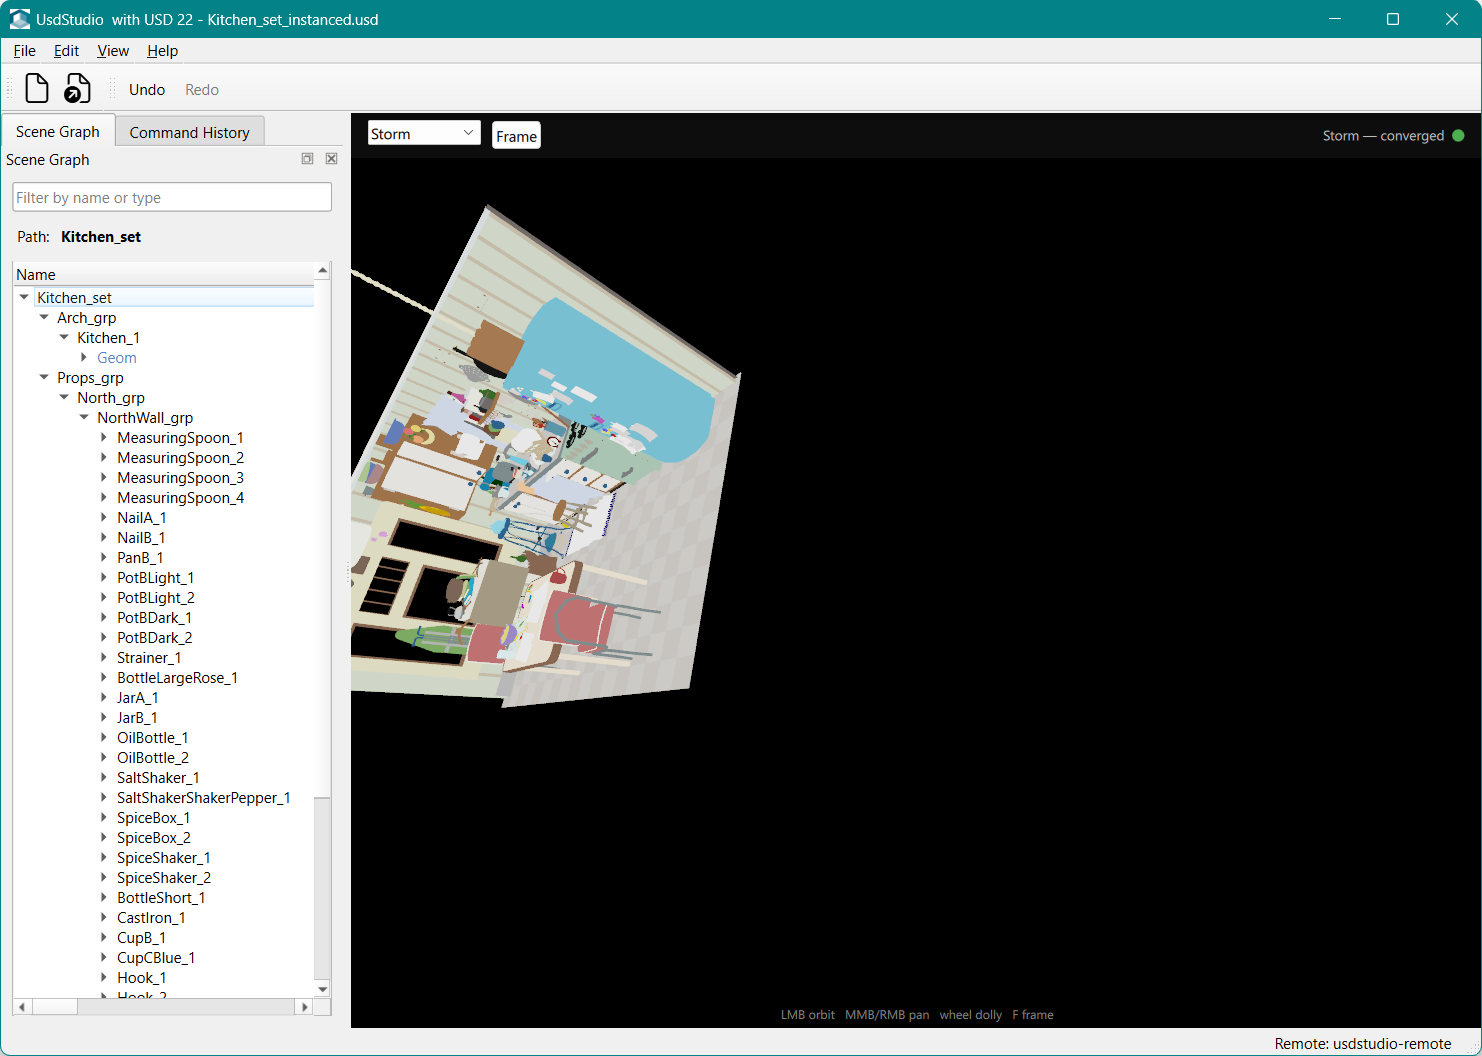 UsdStudio with USD 22 - Kitchen_set_instanced.usd
File Edit View Help
Undo Redo
Scene Graph Command History
Scene Graph
Filter by name or type
Path: Kitchen_set
Name
Kitchen_set
Arch_grp
Kitchen_1
Geom
Props_grp
North_grp
NorthWall_grp
MeasuringSpoon_1
MeasuringSpoon_2
MeasuringSpoon_3
MeasuringSpoon_4
NailA_1
NailB_1
PanB_1
PotBLight_1
PotBLight_2
PotBDark_1
PotBDark_2
Strainer_1
BottleLargeRose_1
JarA_1
JarB_1
OilBottle_1
OilBottle_2
SaltShaker_1
SaltShakerShakerPepper_1
SpiceBox_1
SpiceBox_2
SpiceShaker_1
SpiceShaker_2
BottleShort_1
CastIron_1
CupB_1
CupCBlue_1
Hook_1
Hook_2
Storm Frame
Storm — converged
LMB orbit MMB/RMB pan wheel dolly F frame
Remote: usdstudio-remote